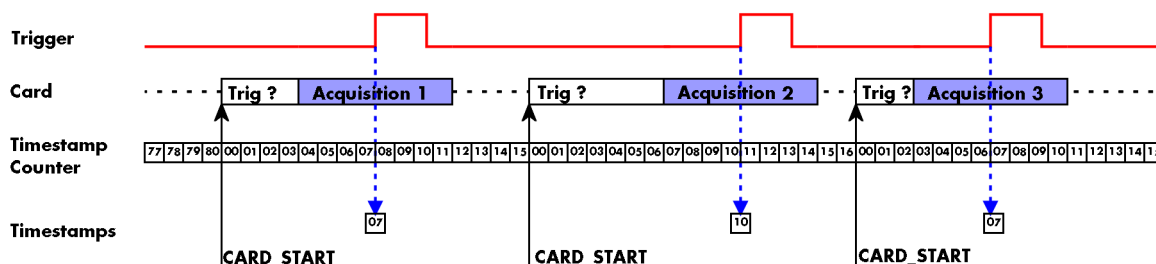 Trigger
Card
Trig ? Acquisition 1 Trig ? Acquisition 2 Trig ? Acquisition 3
Timestamp
Counter
77 78 79 80 00 01 02 03 04 05 06 07 08 09 10 11 12 13 14 15 00 01 02 03 04 05 06 07 08 09 10 11 12 13 14 15 16 00 01 02 03 04 05 06 07 08 09 10 11 12 13 14
Timestamps
07 10 07
CARD_START CARD_START CARD_START